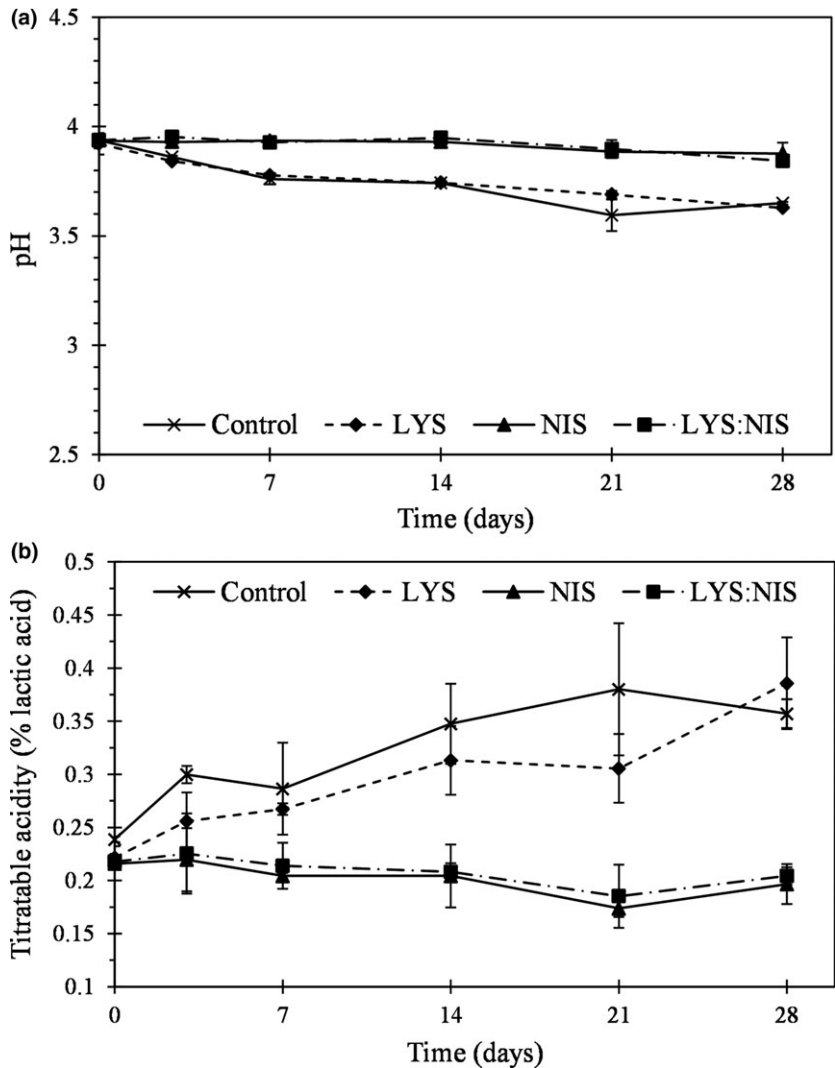 (a)
4.5
4
3.5
3
2.5
pH
Control LYS NIS LYS:NIS
0 7 14 21 28
Time (days)
(b)
0.5
0.45
0.4
0.35
0.3
0.25
0.2
0.15
0.1
Titratable acidity (% lactic acid)
Control LYS NIS LYS:NIS
0 7 14 21 28
Time (days)